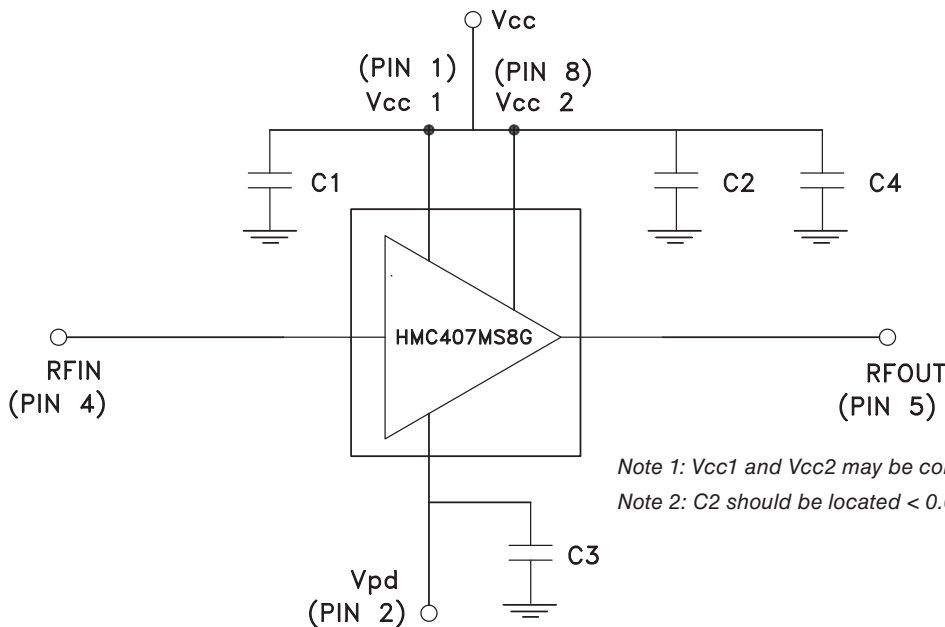 Vcc
(PIN 1)
Vcc 1
(PIN 8)
Vcc 2
C1
C2
C4
HMC407MS8G
RFIN
(PIN 4)
RFOUT
(PIN 5)
Note 1: Vcc1 and Vcc2 may be
Note 2: C2 should be located <
C3
Vpd
(PIN 2)